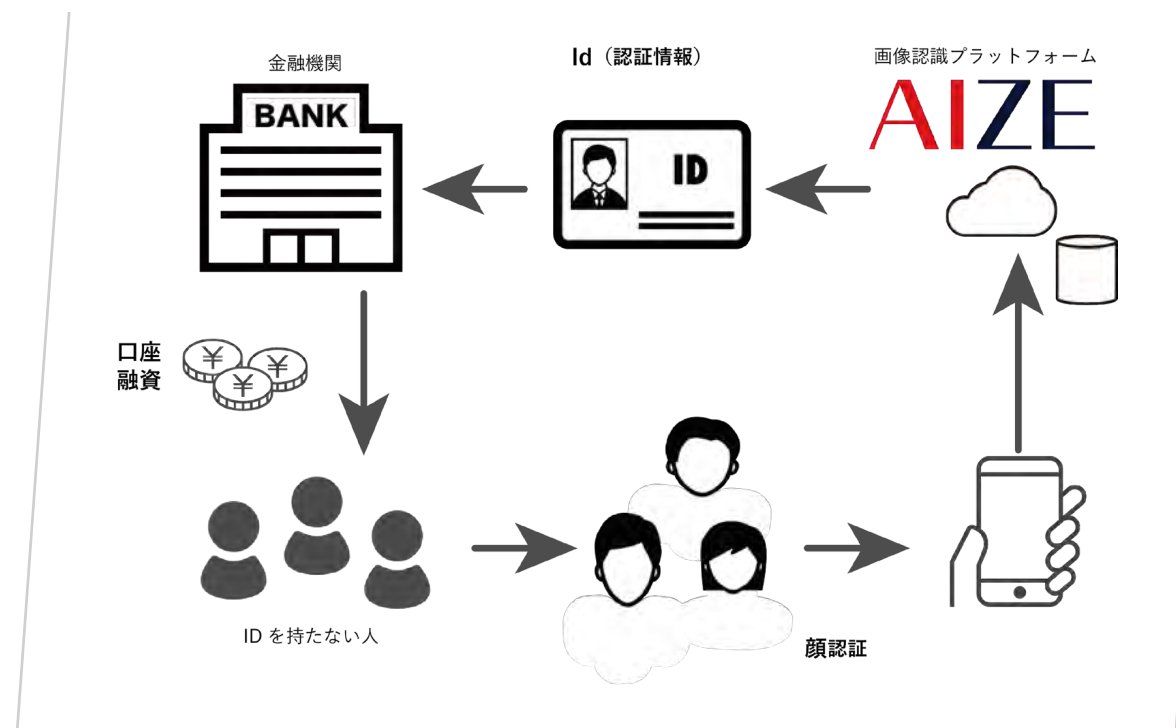 金融機関
BANK
Id（認証情報）
ID
画像認識プラットフォーム
AIZE
口座
融資
¥
¥
¥
IDを持たない人
顔認証